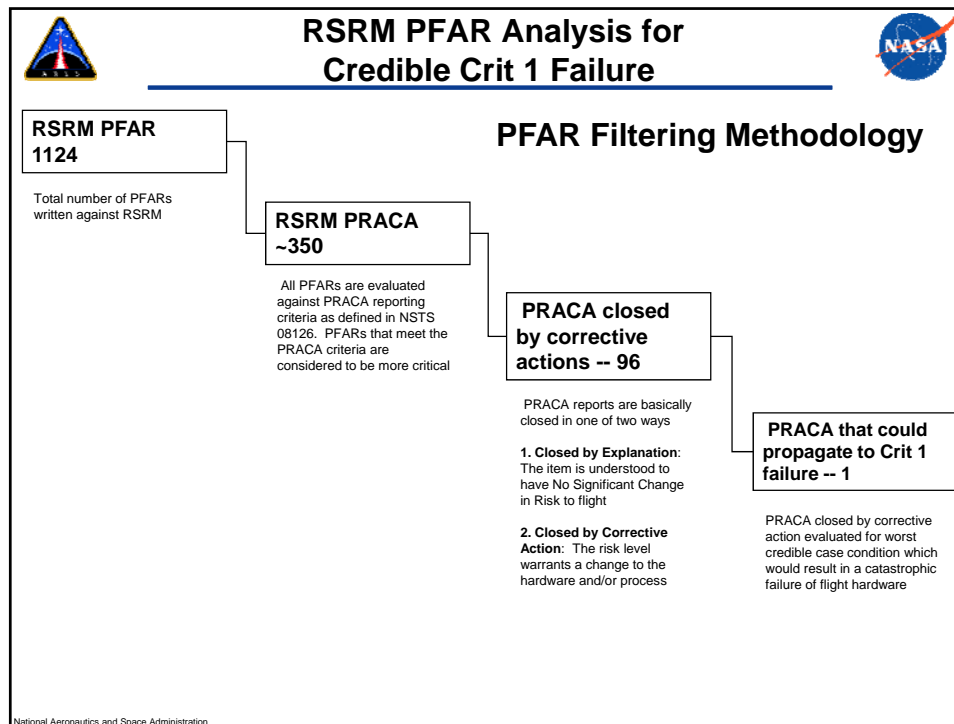 RSRM PFAR Analysis for
Credible Crit 1 Failure
ARES
NASA
PFAR Filtering Methodology
RSRM PFAR
1124
Total number of PFARs
written against RSRM
RSRM PRACA
~350
All PFARs are evaluated
against PRACA reporting
criteria as defined in NSTS
08126. PFARs that meet the
PRACA criteria are
considered to be more critical
PRACA closed
by corrective
actions -- 96
PRACA reports are basically
closed in one of two ways
1. Closed by Explanation:
The item is understood to
have No Significant Change
in Risk to flight
2. Closed by Corrective
Action: The risk level
warrants a change to the
hardware and/or process
PRACA that could
propagate to Crit 1
failure -- 1
PRACA closed by corrective
action evaluated for worst
credible case condition which
would result in a catastrophic
failure of flight hardware
National Aeronautics and Space Administration